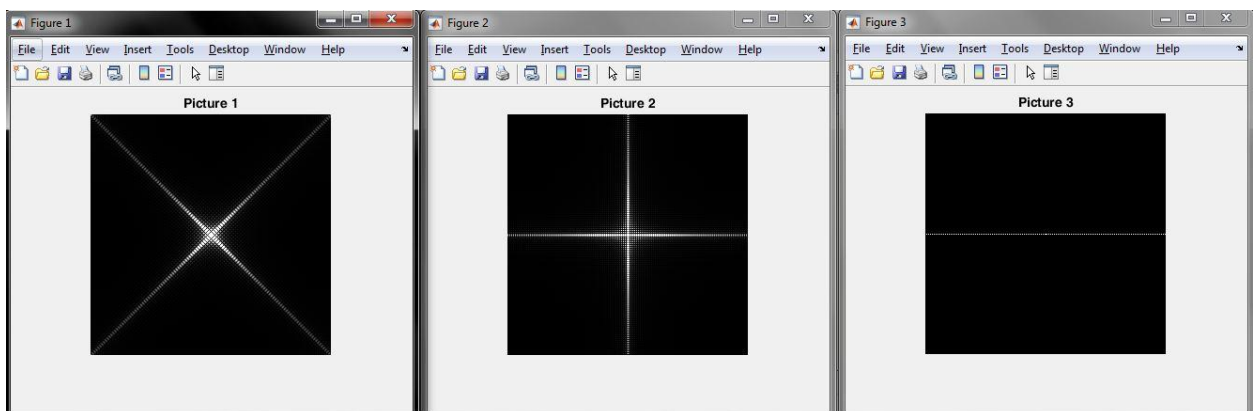 Figure 1
File Edit View Insert Tools Desktop Window Help
Picture 1
Figure 2
File Edit View Insert Tools Desktop Window Help
Picture 2
Figure 3
File Edit View Insert Tools Desktop Window Help
Picture 3